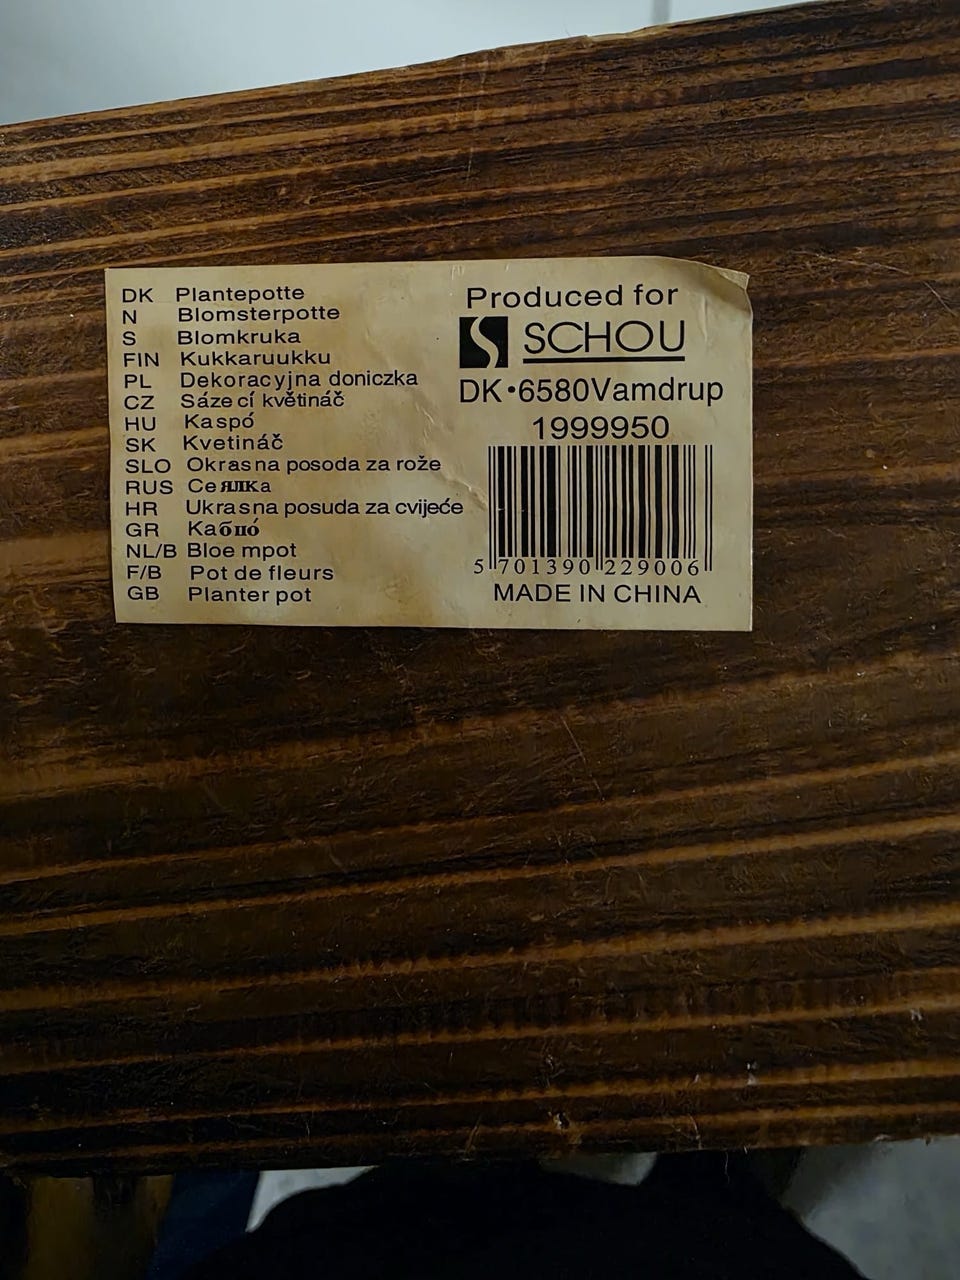 DK Plantepotte
N Blomsterpotte
S Blomkruka
FIN Kukkaruukku
PL Dekoracyjna doniczka
CZ Sáze cí květináč
HU Kaspó
SK Kvetináč
SLO Okrasna posoda za rože
RUS Сеялка
HR Ukrasna posuda za cvijeće
GR Кабпó
NL/B Bloe mpot
F/B Pot de fleurs
GB Planter pot
Produced for
SCHOU
DK•6580Vamdrup
1999950
5 701390 229006
MADE IN CHINA